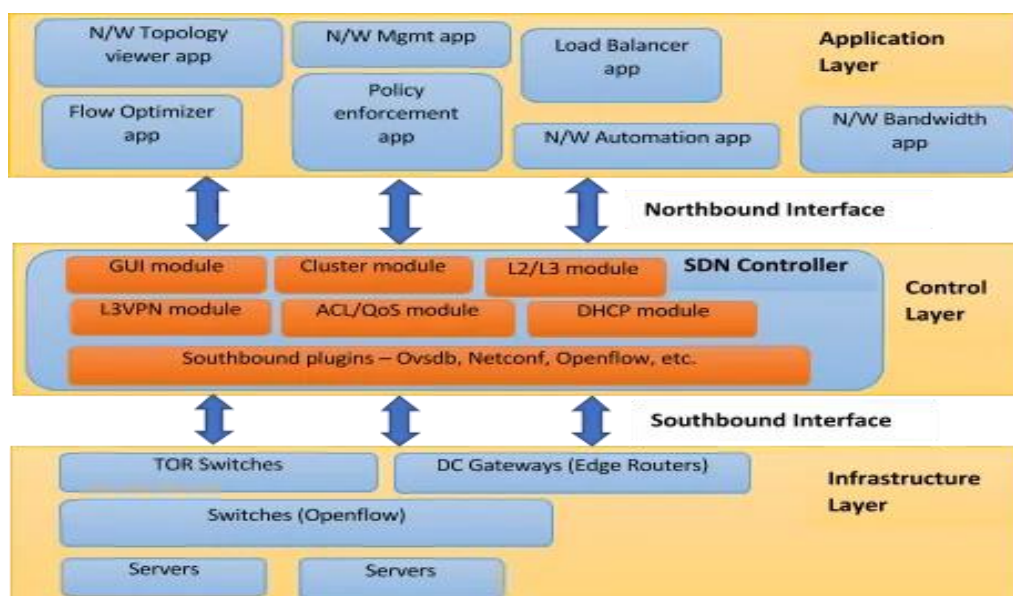 N/W Topology
viewer app
N/W Mgmt app
Load Balancer
app
Application
Layer
Flow Optimizer
app
Policy
enforcement
app
N/W Automation app
N/W Bandwidth
app
Northbound Interface
GUI module
Cluster module
L2/L3 module
SDN Controller
L3VPN module
ACL/QoS module
DHCP module
Control
Layer
Southbound plugins – Ovsdb, Netconf, Openflow, etc.
Southbound Interface
TOR Switches
DC Gateways (Edge Routers)
Infrastructure
Layer
Switches (Openflow)
Servers
Servers